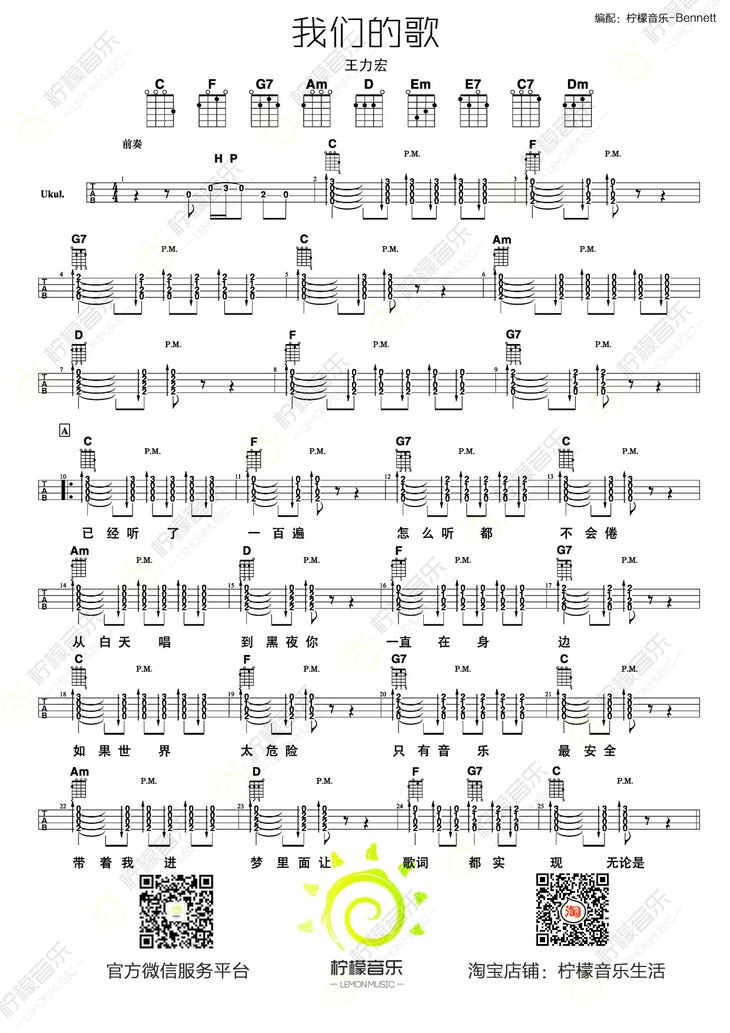 编配：柠檬音乐-Bennett
我们的歌
王力宏
C F G7 Am D Em E7 C7 Dm
前奏
H P C P.M. F P.M.
Ukul.
G7 P.M. C P.M. Am P.M.
D P.M. F P.M. G7 P.M.
A
C P.M. F P.M. G7 P.M. C P.M.
已经听了 一百遍 怎么听都 不会倦
Am P.M. D P.M. F P.M. G7 P.M.
从白天唱 到黑夜你 一直在身 边
C P.M. F P.M. G7 P.M. C P.M.
如果世界 太危险 只有音乐 最安全
Am P.M. D P.M. F G7 P.M. C P.M.
带着我进 梦里面让 歌词都实 现 无论是
官方微信服务平台
柠檬音乐
—LEMONMUSIC—
淘
淘宝店铺：柠檬音乐生活